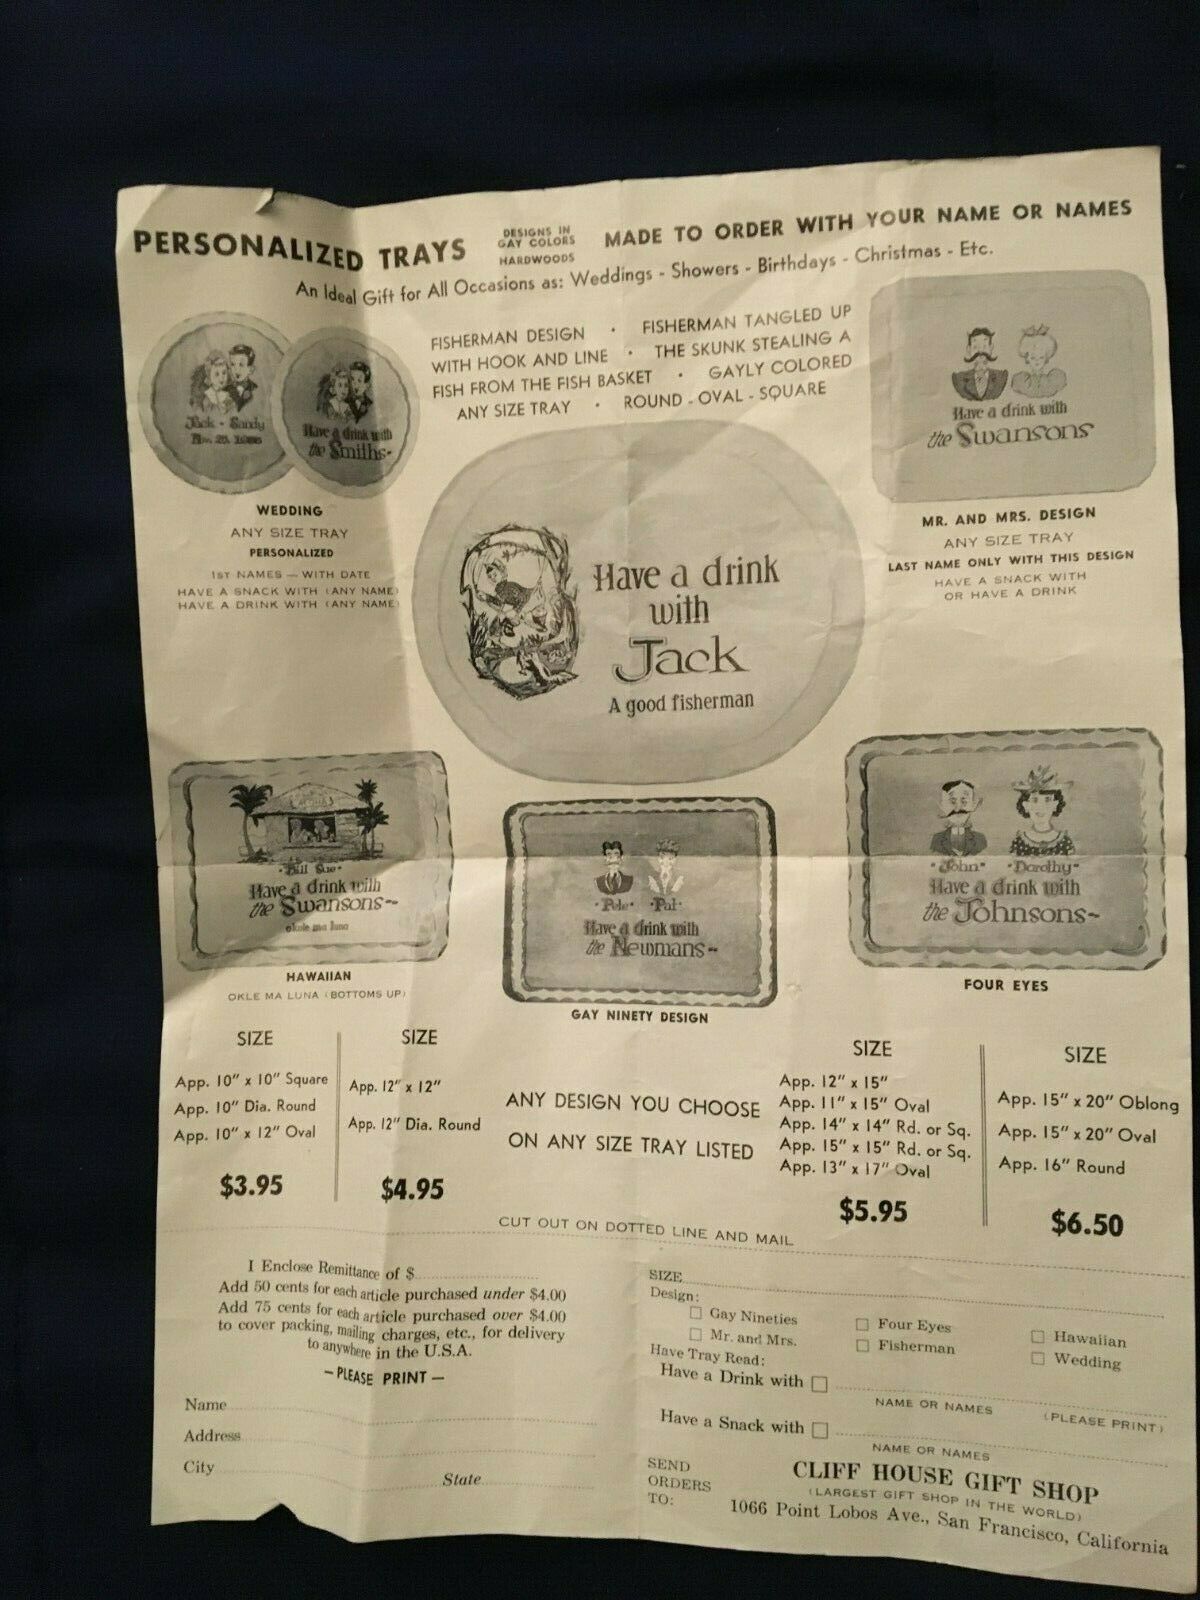 PERSONALIZED TRAYS
DESIGNS IN
GAY COLORS
HARDWOODS
MADE TO ORDER WITH YOUR NAME OR NAMES
An Ideal Gift for All Occasions as: Weddings - Showers - Birthdays - Christmas - Etc.
FISHERMAN DESIGN • FISHERMAN TANGLED UP
WITH HOOK AND LINE • THE SKUNK STEALING A
FISH FROM THE FISH BASKET • GAYLY COLORED
ANY SIZE TRAY • ROUND - OVAL - SQUARE
Jack - Sandy
25,
Have a drink with
the Smiths-
WEDDING
ANY SIZE TRAY
PERSONALIZED
1ST NAMES — WITH DATE
HAVE A SNACK WITH (ANY NAME)
HAVE A DRINK WITH (ANY NAME)
Have a drink with
the Swansons
MR. AND MRS. DESIGN
ANY SIZE TRAY
LAST NAME ONLY WITH THIS DESIGN
HAVE A SNACK WITH
OR HAVE A DRINK
Have a drink
with
Jack
A good fisherman
• Bill Sue •
Have a drink with
the Swansons~
okole ma luna
HAWAIIAN
OKLE MA LUNA (BOTTOMS UP)
• Pete • • Pat •
Have a drink with
the Newmans~
GAY NINETY DESIGN
• John • • Dorothy •
Have a drink with
the Johnsons~
FOUR EYES
SIZE
App. 10" x 10" Square
App. 10" Dia. Round
App. 10" x 12" Oval
$3.95
SIZE
App. 12" x 12"
App. 12" Dia. Round
$4.95
ANY DESIGN YOU CHOOSE
ON ANY SIZE TRAY LISTED
SIZE
App. 12" x 15"
App. 11" x 15" Oval
App. 14" x 14" Rd. or Sq.
App. 15" x 15" Rd. or Sq.
App. 13" x 17" Oval
$5.95
SIZE
App. 15" x 20" Oblong
App. 15" x 20" Oval
App. 16" Round
$6.50
CUT OUT ON DOTTED LINE AND MAIL
I Enclose Remittance of $
Add 50 cents for each article purchased under $4.00
Add 75 cents for each article purchased over $4.00
to cover packing, mailing charges, etc., for delivery
to anywhere in the U.S.A.
— PLEASE PRINT —
Name
Address
City State
SIZE
Design:
☐ Gay Nineties ☐ Four Eyes ☐ Hawaiian
☐ Mr. and Mrs. ☐ Fisherman ☐ Wedding
Have Tray Read:
Have a Drink with ☐
NAME OR NAMES (PLEASE PRINT)
Have a Snack with ☐
NAME OR NAMES
SEND
ORDERS
TO:
CLIFF HOUSE GIFT SHOP
(LARGEST GIFT SHOP IN THE WORLD)
1066 Point Lobos Ave., San Francisco, California